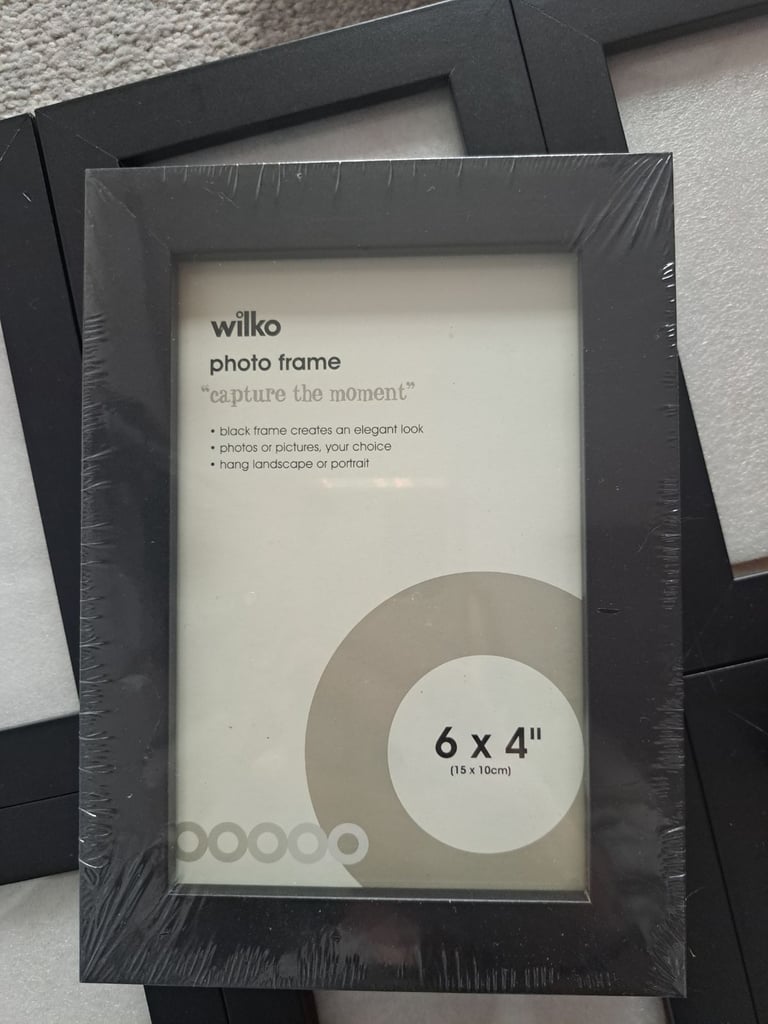 wilko
photo frame
“capture the moment”
• black frame creates an elegant look
• photos or pictures, your choice
• hang landscape or portrait
6 x 4"
(15 x 10cm)